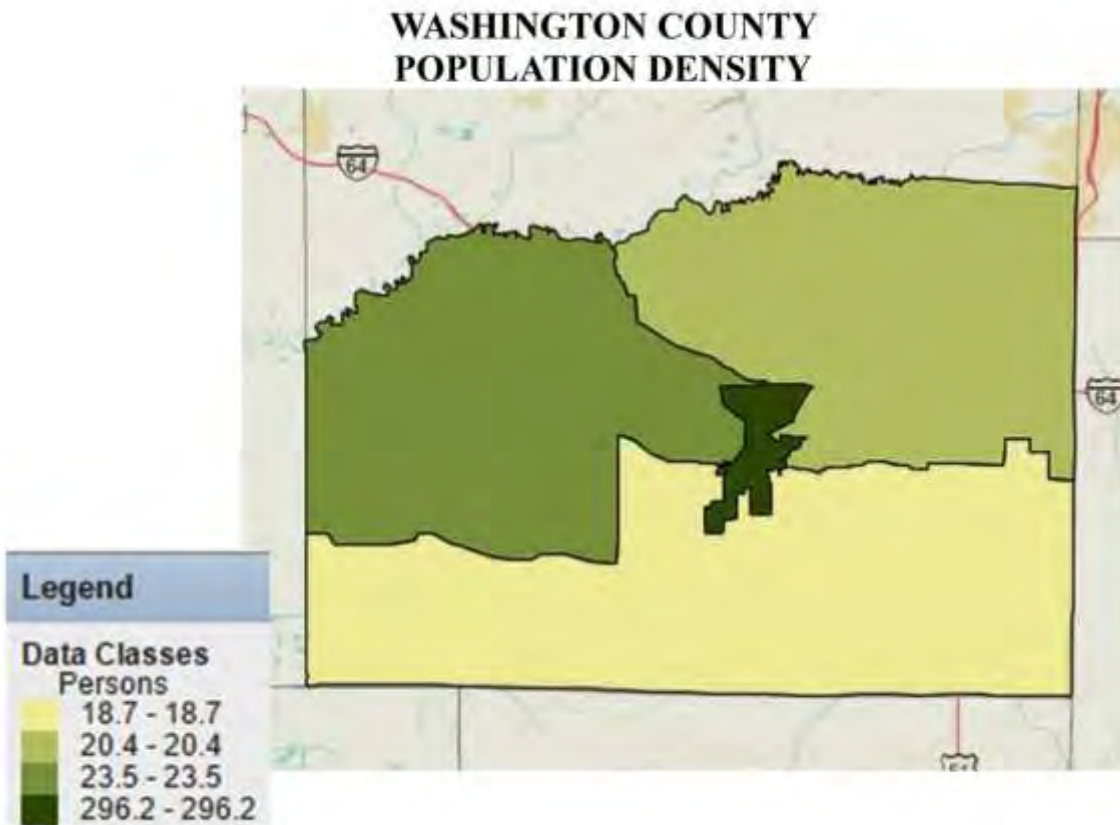 WASHINGTON COUNTY
POPULATION DENSITY
64
64
Legend
Data Classes
Persons
18.7 - 18.7
20.4 - 20.4
23.5 - 23.5
296.2 - 296.2